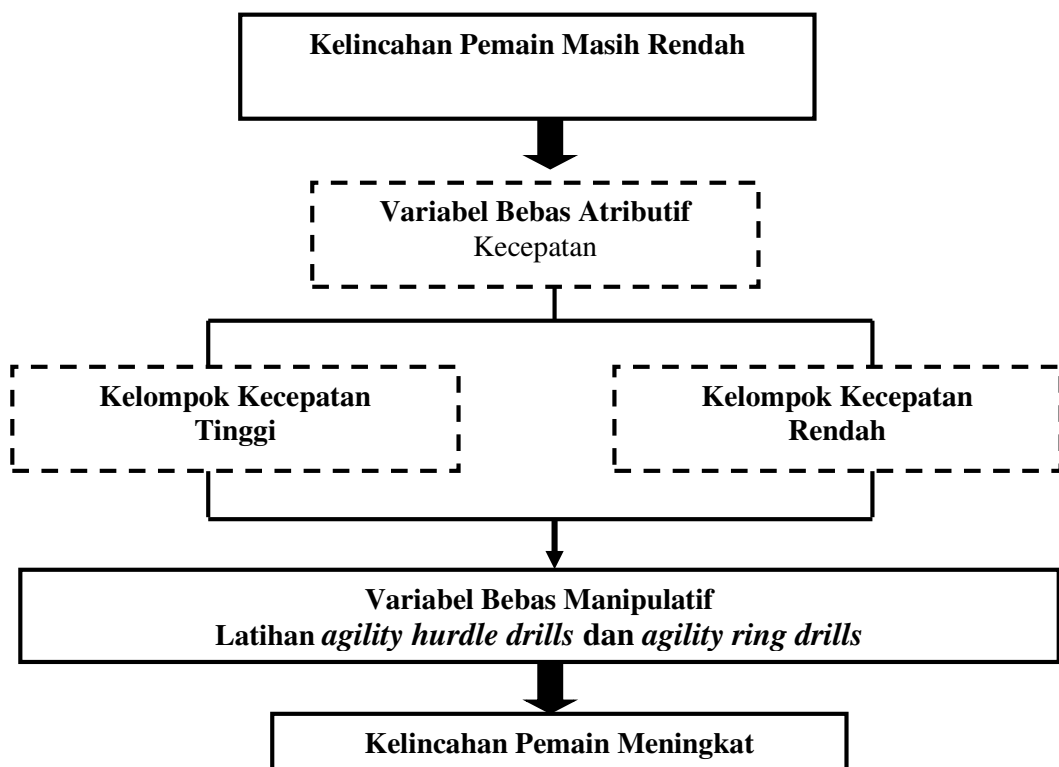 Kelincahan Pemain Masih Rendah
Variabel Bebas Atributif
Kecepatan
Kelompok Kecepatan
Tinggi
Kelompok Kecepatan
Rendah
Variabel Bebas Manipulatif
Latihan agility hurdle drills dan agility ring drills
Kelincahan Pemain Meningkat